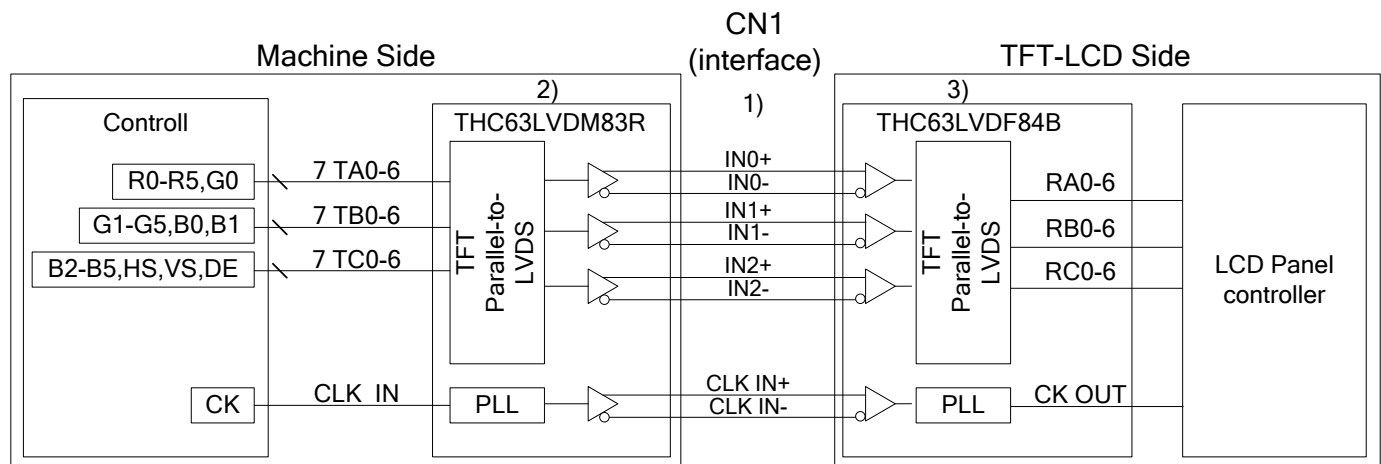 CN1
(interface)
Machine Side
TFT-LCD Side
1)
2)
3)
Controll
THC63LVDM83R
THC63LVDF84B
R0-R5,G0
7 TA0-6
G1-G5,B0,B1
7 TB0-6
B2-B5,HS,VS,DE
7 TC0-6
TFT
Parallel-to-
LVDS
IN0+
IN0-
IN1+
IN1-
IN2+
IN2-
TFT
Parallel-to-
LVDS
RA0-6
RB0-6
RC0-6
LCD Panel
controller
CK
CLK IN
PLL
CLK IN+
CLK IN-
PLL
CK OUT